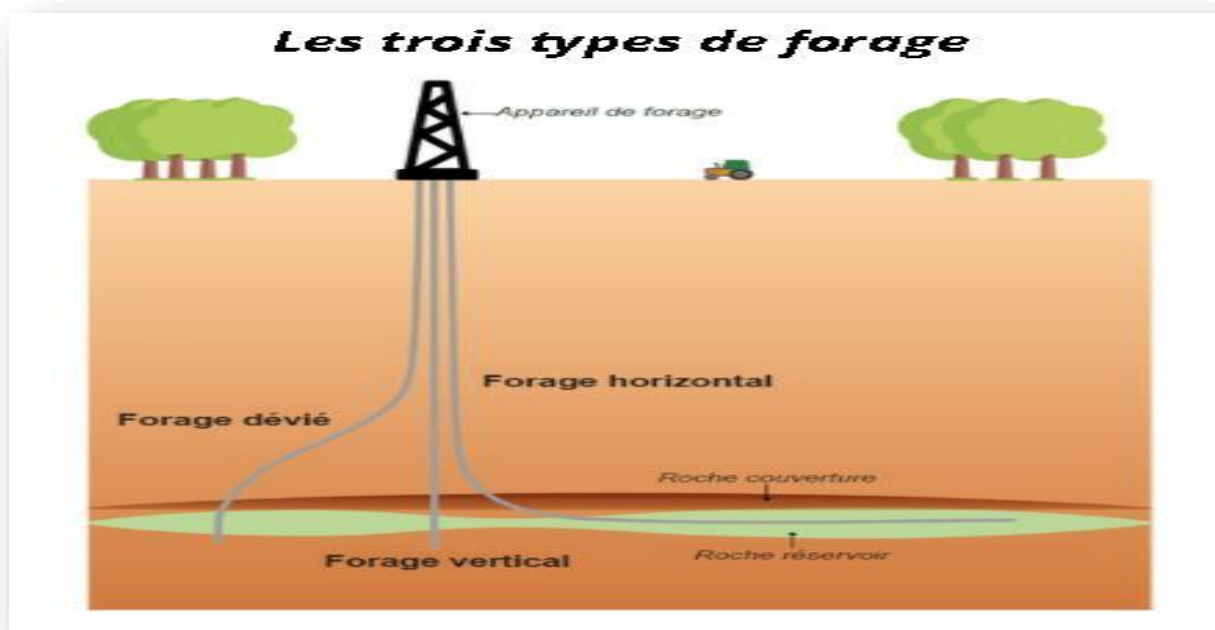 Les trois types de forage
Appareil de forage
Forage horizontal
Forage dévié
Roche couverture
Roche réservoir
Forage vertical